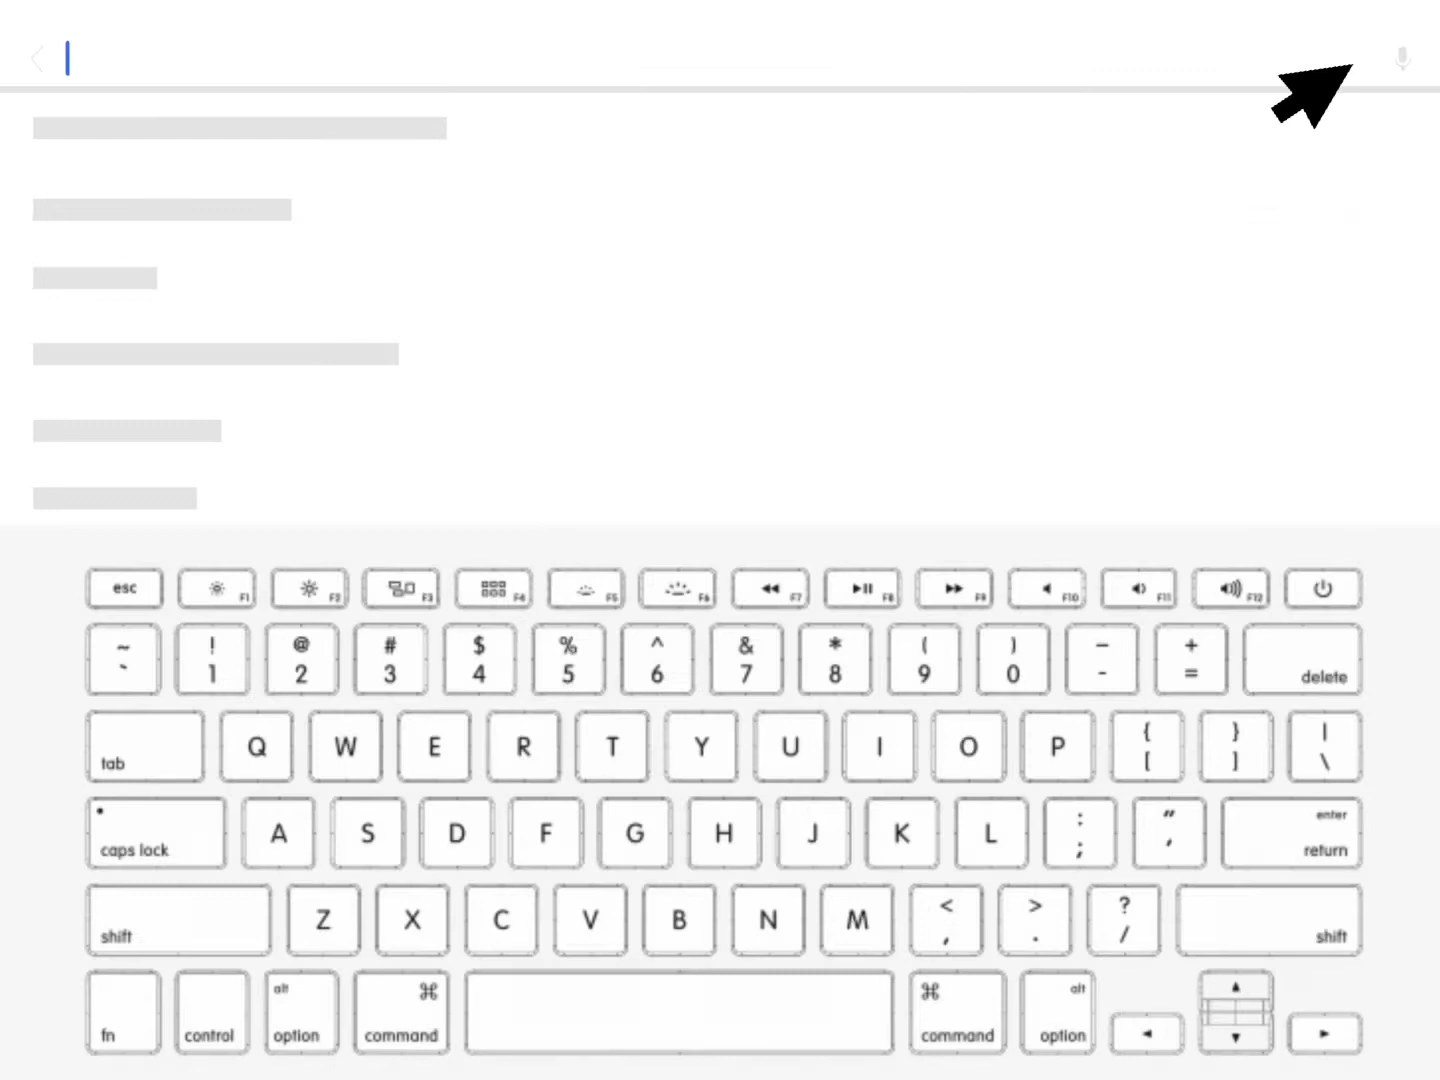 esc F1 F2 F3 F4 F5 F6 F7 F8 F9 F10 F11 F12
~ ! @ # $ % ^ & * ( ) – +
` 1 2 3 4 5 6 7 8 9 0 - = delete
tab Q W E R T Y U I O P { [ } ] | \
caps lock A S D F G H J K L : ; ” ’ enter return
shift Z X C V B N M < , > . ? / shift
fn control alt option ⌘ command ⌘ command alt option